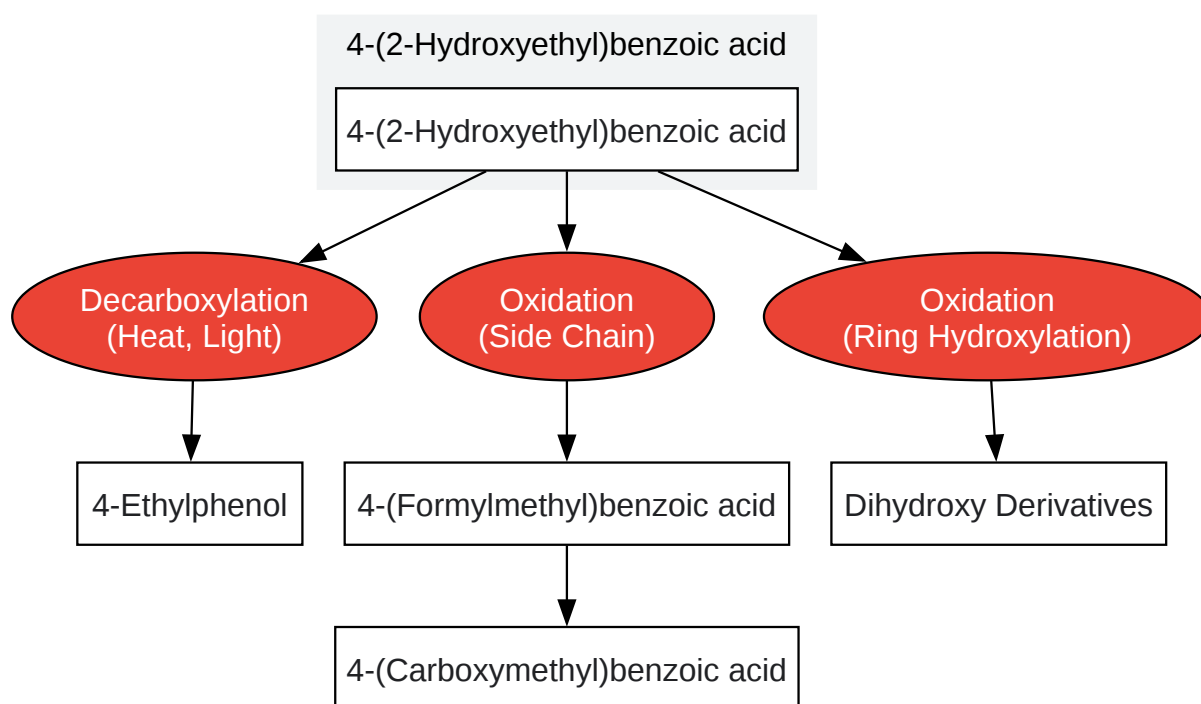 4-(2-Hydroxyethyl)benzoic acid
4-(2-Hydroxyethyl)benzoic acid
Decarboxylation
(Heat, Light)
Oxidation
(Side Chain)
Oxidation
(Ring Hydroxylation)
4-Ethylphenol
4-(Formylmethyl)benzoic acid
Dihydroxy Derivatives
4-(Carboxymethyl)benzoic acid